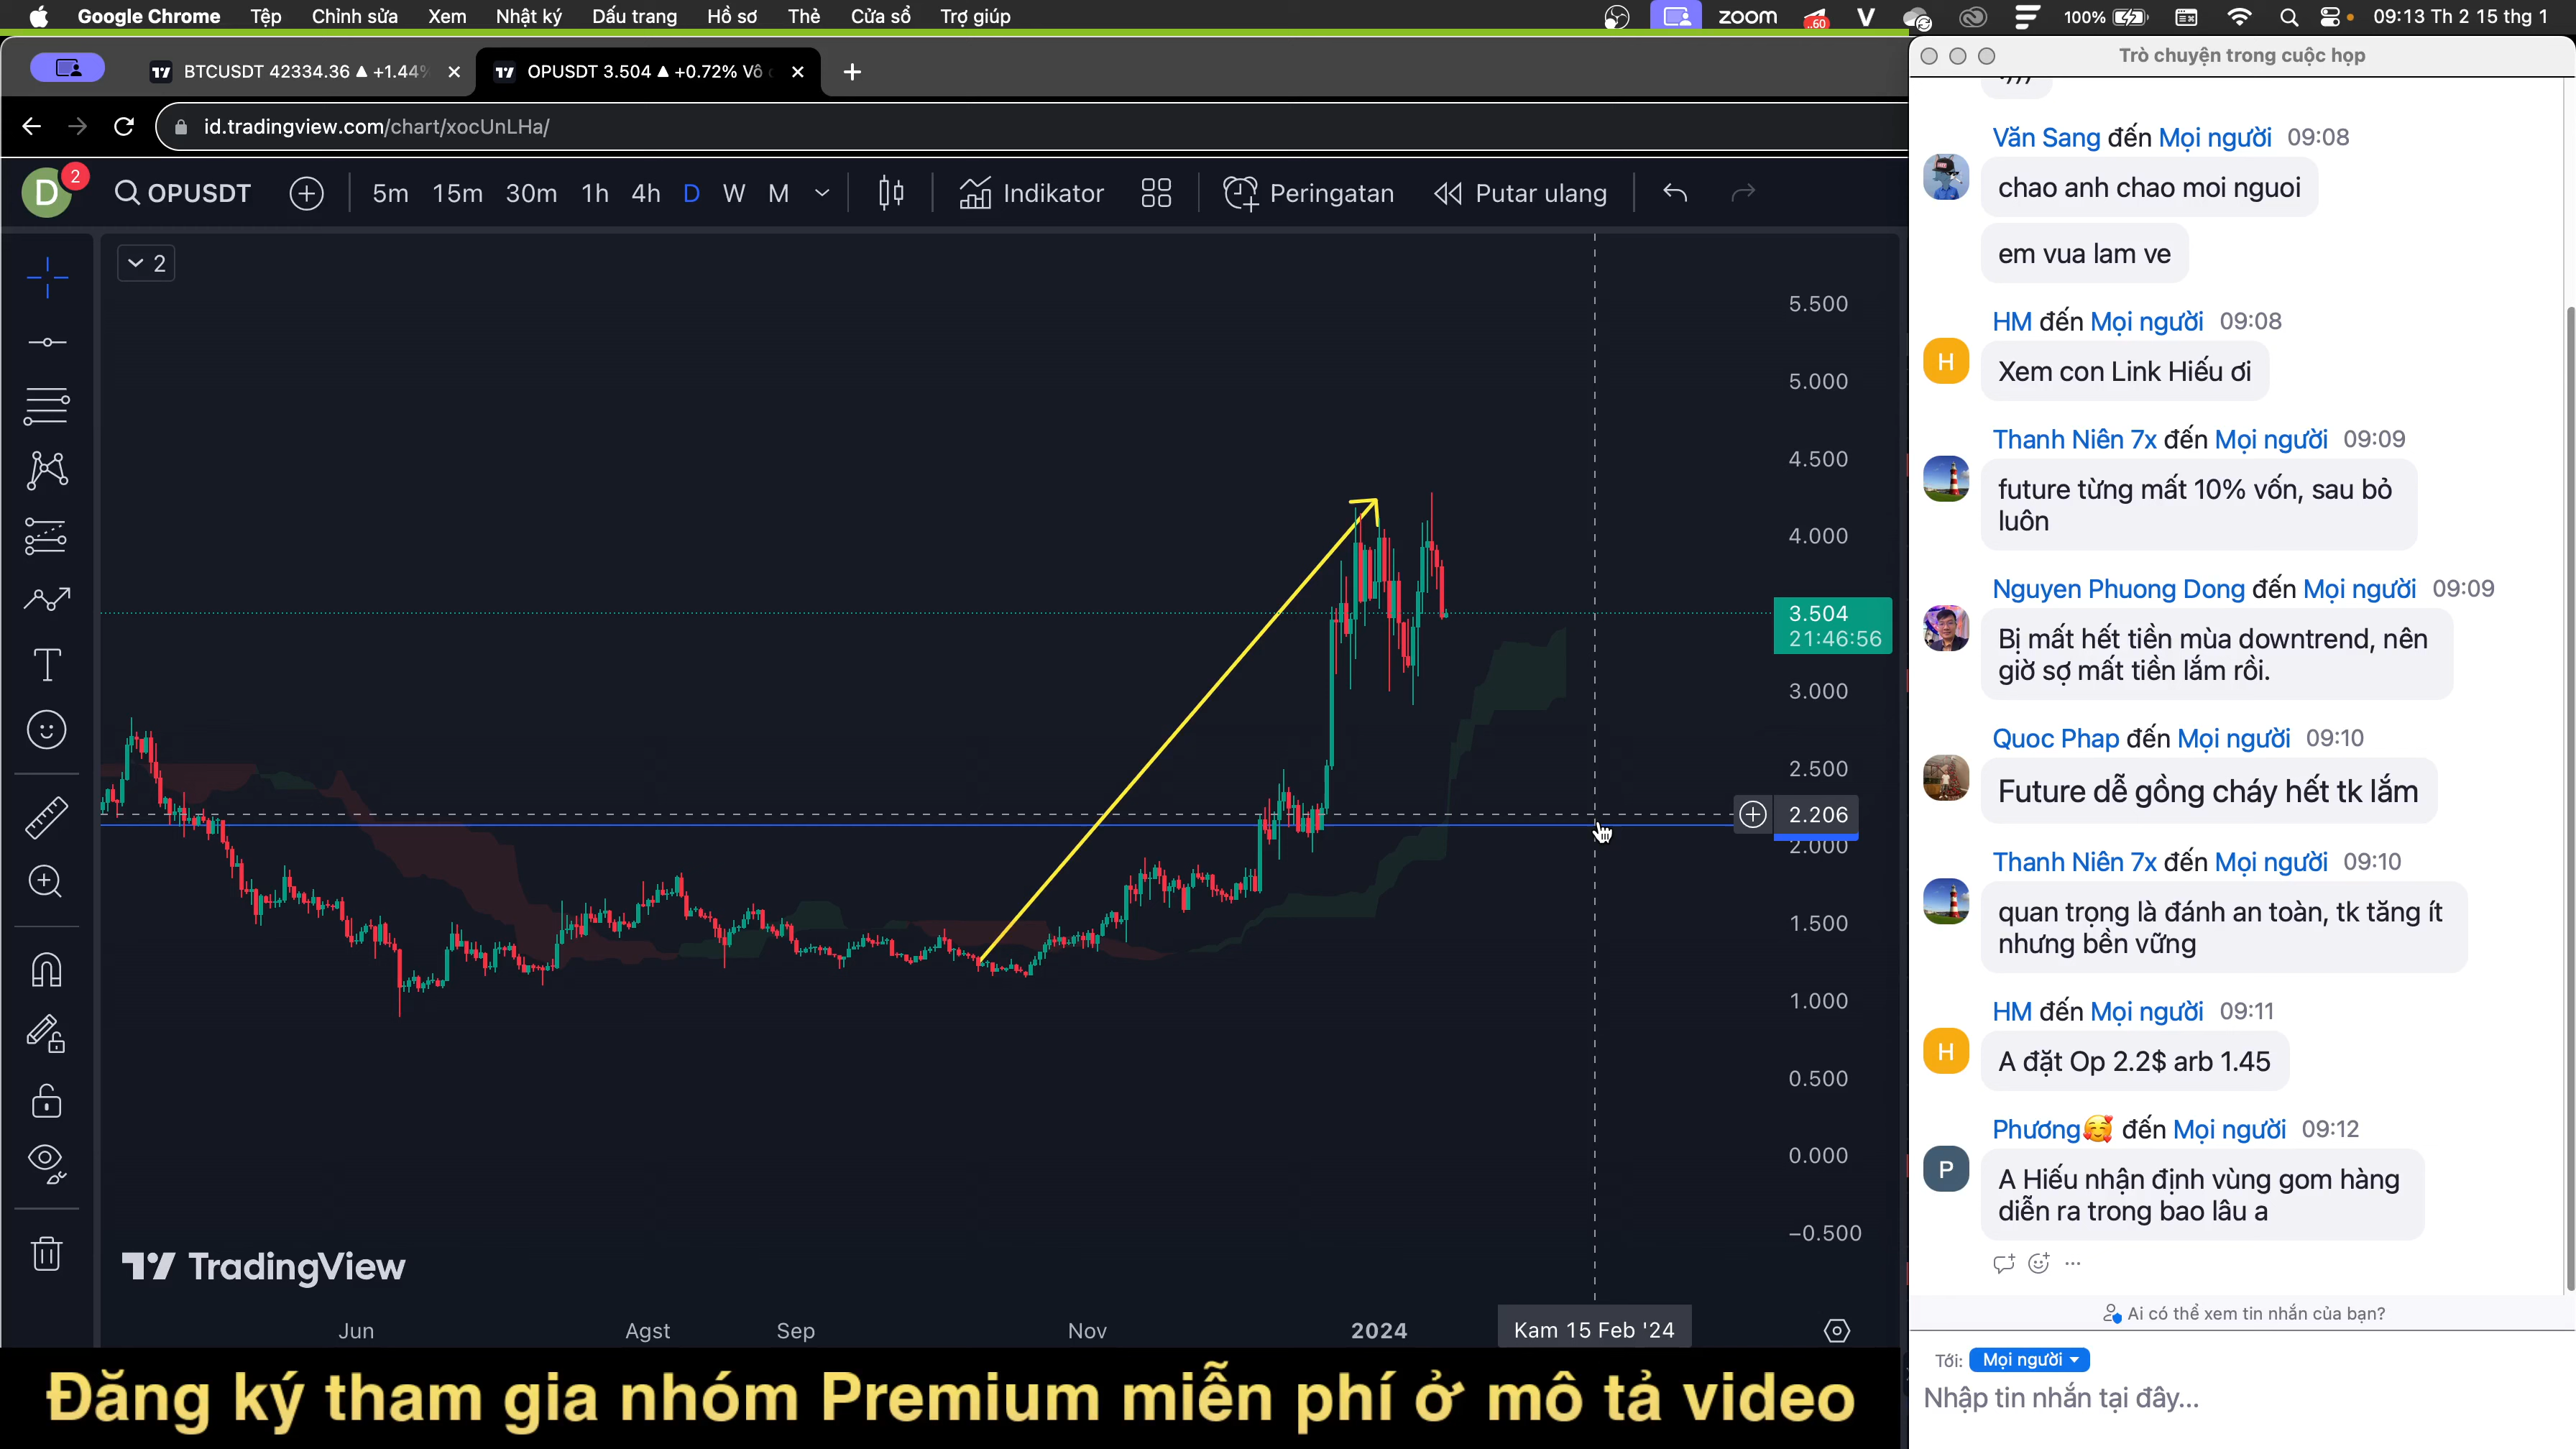 Google Chrome Tệp Chỉnh sửa Xem Nhật ký Dấu trang Hồ sơ Thẻ Cửa sổ Trợ giúp
zoom .60 V 100% 09:13 Th 2 15 thg 1
BTCUSDT 42334.36 ▲ +1.44%
OPUSDT 3.504 ▲ +0.72% Vô
id.tradingview.com/chart/xocUnLHa/
D 2 OPUSDT 5m 15m 30m 1h 4h D W M Indikator Peringatan Putar ulang
2
5.500
5.000
4.500
4.000
3.504
21:46:56
3.000
2.500
2.206
2.000
1.500
1.000
0.500
0.000
−0.500
TradingView
Jun Agst Sep Nov 2024 Kam 15 Feb '24
Đăng ký tham gia nhóm Premium miễn phí ở mô tả video
Trò chuyện trong cuộc họp
Văn Sang đến Mọi người 09:08
chao anh chao moi nguoi
em vua lam ve
HM đến Mọi người 09:08
H
Xem con Link Hiếu ơi
Thanh Niên 7x đến Mọi người 09:09
future từng mất 10% vốn, sau bỏ
luôn
Nguyen Phuong Dong đến Mọi người 09:09
Bị mất hết tiền mùa downtrend, nên
giờ sợ mất tiền lắm rồi.
Quoc Phap đến Mọi người 09:10
Future dễ gồng cháy hết tk lắm
Thanh Niên 7x đến Mọi người 09:10
quan trọng là đánh an toàn, tk tăng ít
nhưng bền vững
HM đến Mọi người 09:11
H
A đặt Op 2.2$ arb 1.45
Phương🥰 đến Mọi người 09:12
P
A Hiếu nhận định vùng gom hàng
diễn ra trong bao lâu a
Ai có thể xem tin nhắn của bạn?
Tới: Mọi người
Nhập tin nhắn tại đây...